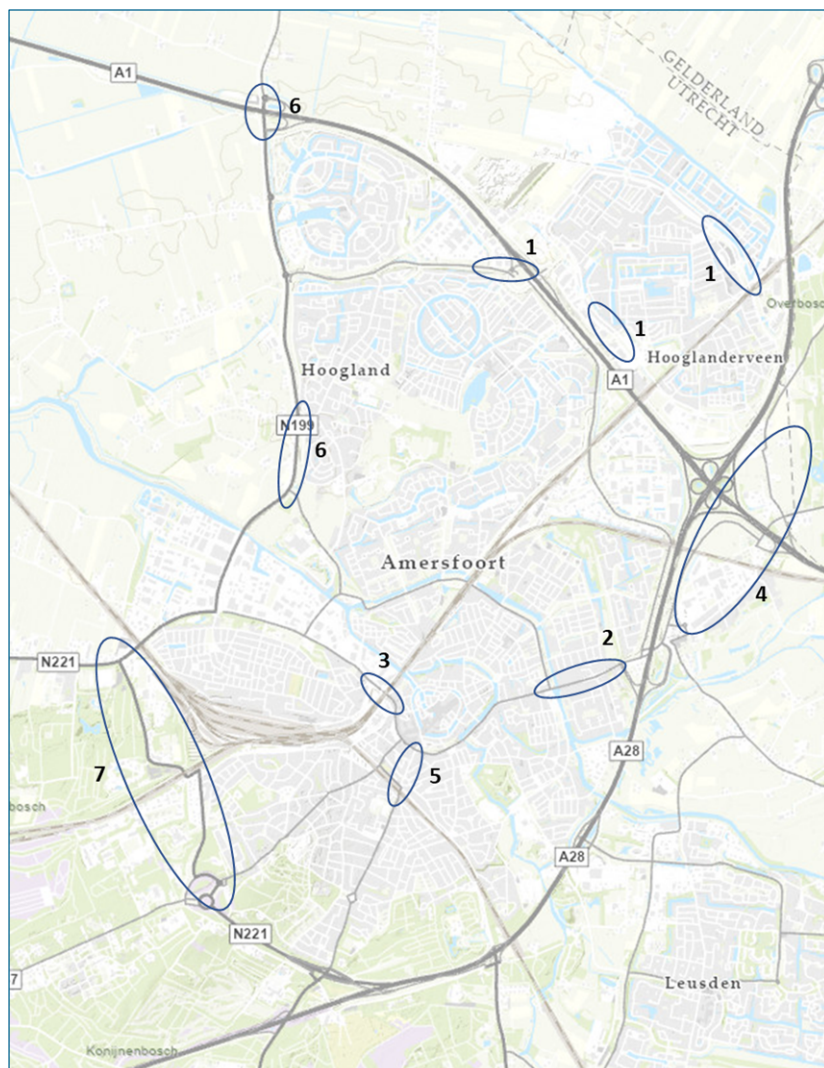 GELDERLAND
UTRECHT
A1
6
1
1
1
Overbosc
Hooglanderveen
Hoogland
A1
N199
6
Amersfoort
4
2
N221
3
A28
5
7
bosch
A28
N221
7
Leusden
Konijnenbosch